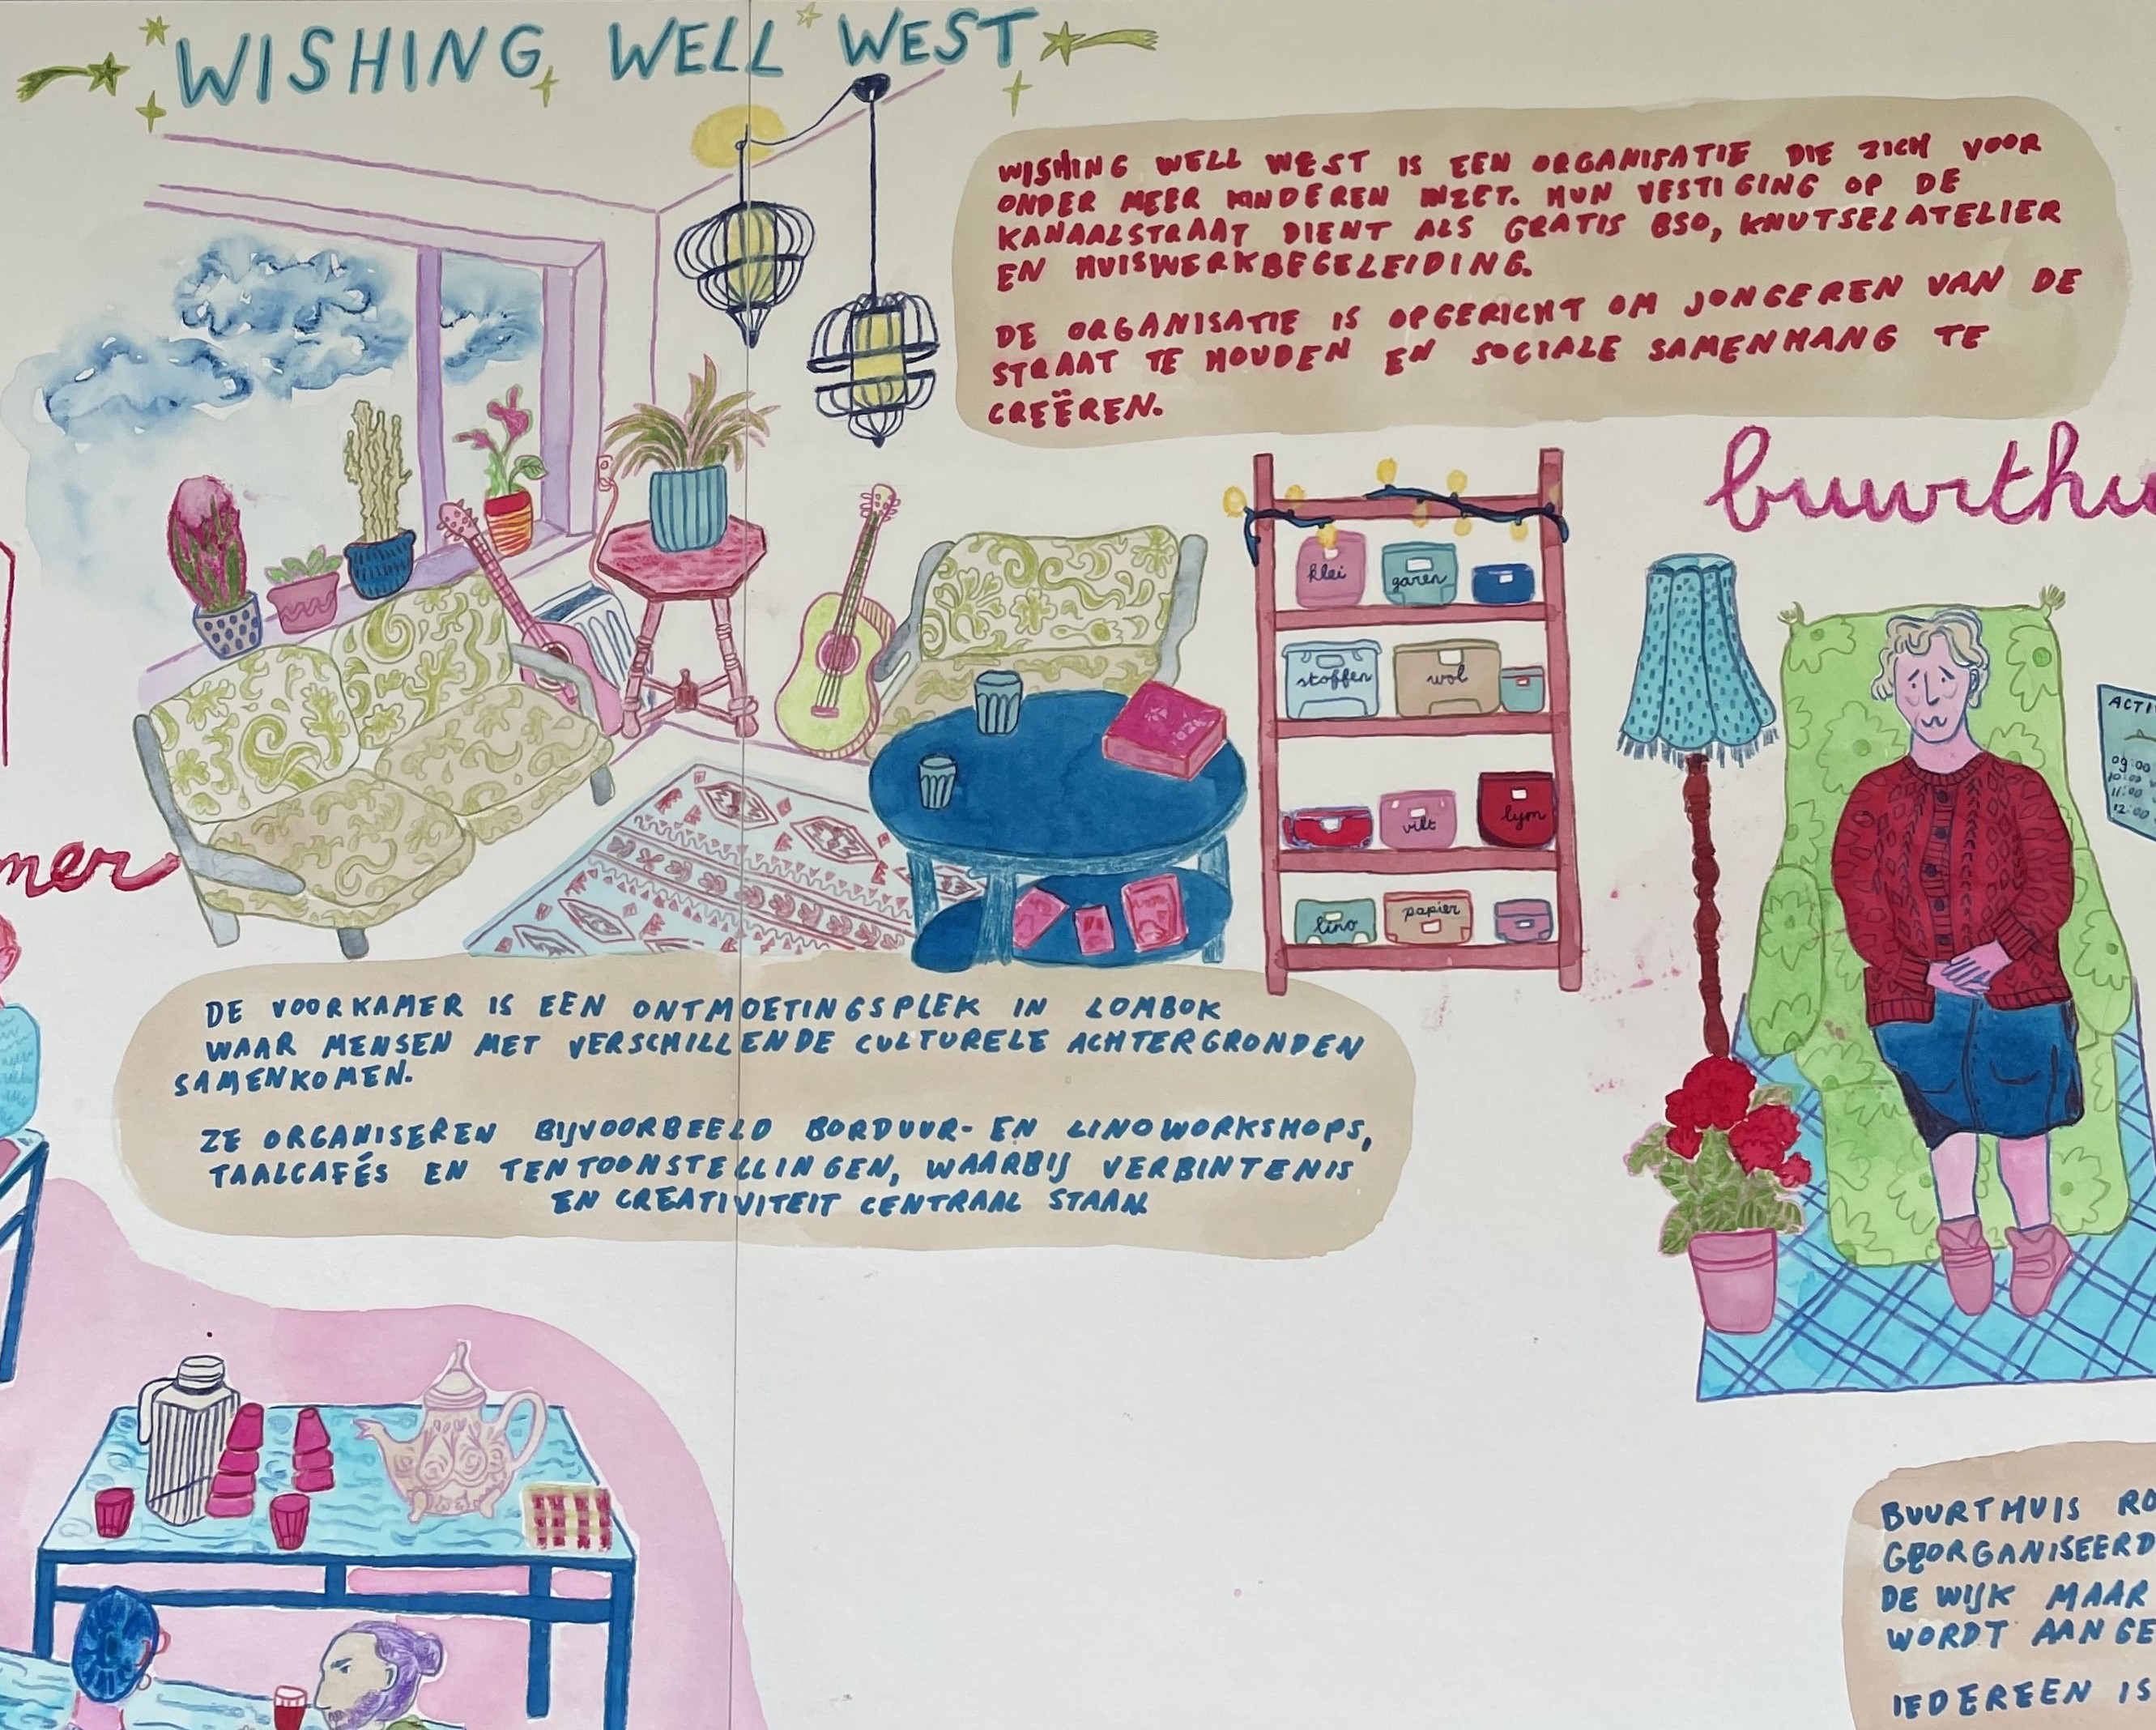 WISHING WELL WEST
WISHING WELL WEST IS EEN ORGANISATIE DIE ZICH VOOR
ONDER MEER KINDEREN INZET. HUN VESTIGING OP DE
KANAALSTRAAT DIENT ALS GRATIS BSO, KNUTSELATELIER
EN HUISWERKBEGELEIDING.
DE ORGANISATIE IS OPGERICHT OM JONGEREN VAN DE
STRAAT TE HOUDEN EN SOCIALE SAMENHANG TE
CREËREN.
buurthu
klei
garen
stoffen
wol
vilt
lym
lino
papier
ACTI
09:00
10:00
11:00
12:00
mer
DE VOORKAMER IS EEN ONTMOETINGSPLEK IN LOMBOK
WAAR MENSEN MET VERSCHILLENDE CULTURELE ACHTERGRONDEN
SAMENKOMEN.
ZE ORGANISEREN BIJVOORBEELD BORDUUR- EN LINOWORKSHOPS,
TAALCAFÉS EN TENTOONSTELLINGEN, WAARBIJ VERBINTENIS
EN CREATIVITEIT CENTRAAL STAAN.
BUURTHUIS RO
GEORGANISEERD
DE WIJK MAAR
WORDT AANGE
IEDEREEN IS